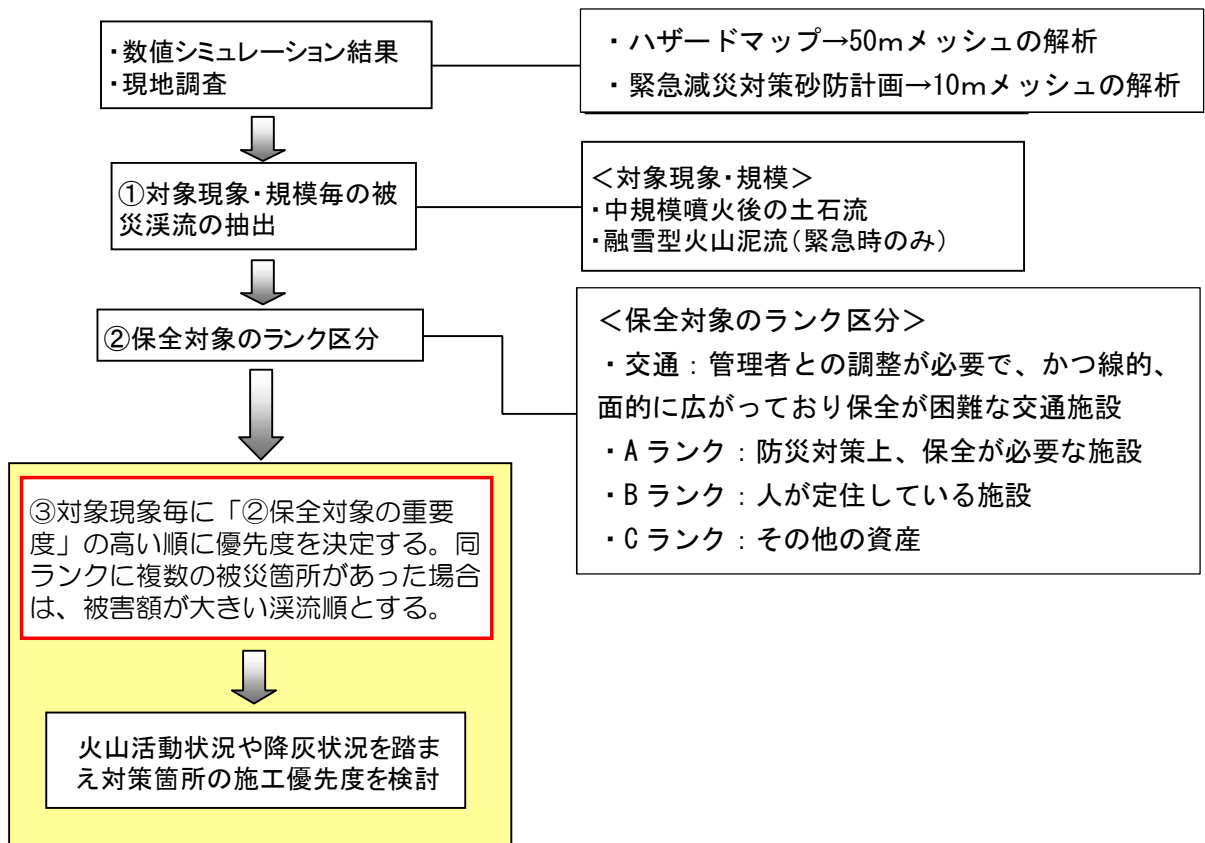 ・数値シミュレーション結果
・現地調査
・ハザードマップ→50mメッシュの解析
・緊急減災対策砂防計画→10mメッシュの解析
①対象現象・規模毎の被
災渓流の抽出
＜対象現象・規模＞
・中規模噴火後の土石流
・融雪型火山泥流（緊急時のみ）
②保全対象のランク区分
＜保全対象のランク区分＞
・交通：管理者との調整が必要で、かつ線的、
面的に広がっており保全が困難な交通施設
・Aランク：防災対策上、保全が必要な施設
・Bランク：人が定住している施設
・Cランク：その他の資産
③対象現象毎に「②保全対象の重要
度」の高い順に優先度を決定する。同
ランクに複数の被災箇所があった場合
は、被害額が大きい渓流順とする。
火山活動状況や降灰状況を踏ま
え対策箇所の施工優先度を検討